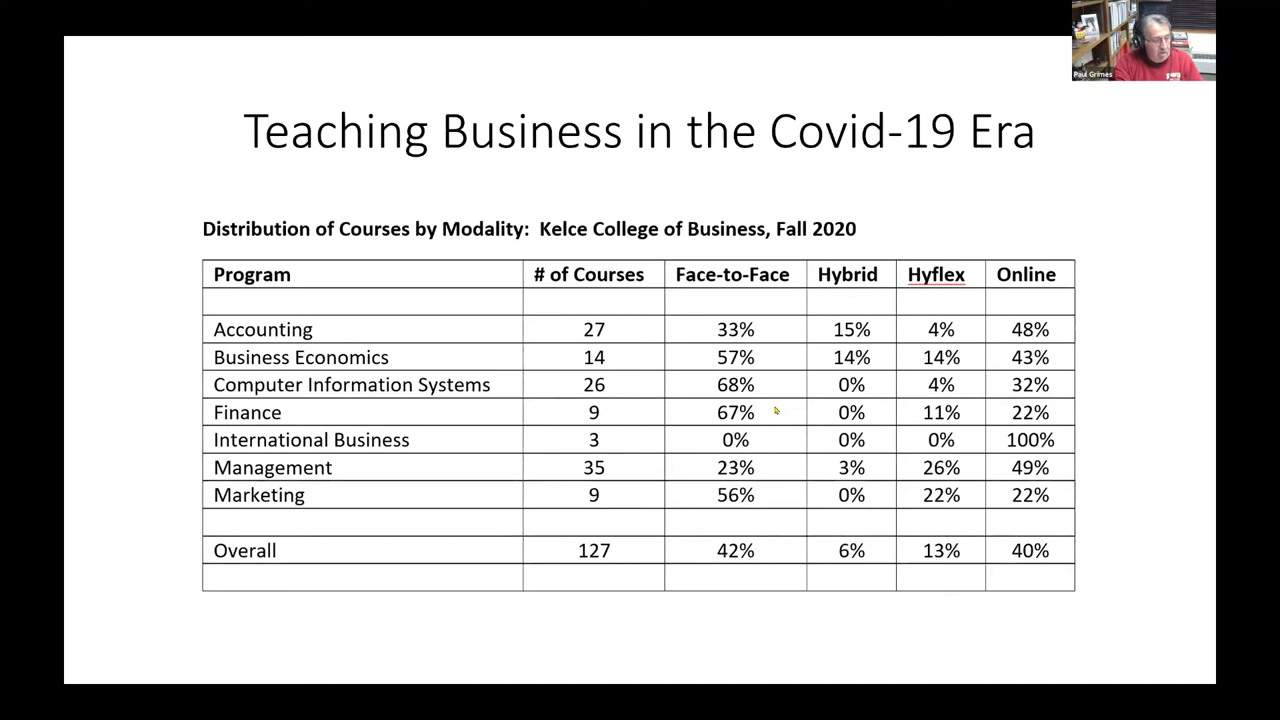 Paul Grimes
Teaching Business in the Covid-19 Era
Distribution of Courses by Modality: Kelce College of Business, Fall 2020
Program # of Courses Face-to-Face Hybrid Hyflex Online
Accounting 27 33% 15% 4% 48%
Business Economics 14 57% 14% 14% 43%
Computer Information Systems 26 68% 0% 4% 32%
Finance 9 67% 0% 11% 22%
International Business 3 0% 0% 0% 100%
Management 35 23% 3% 26% 49%
Marketing 9 56% 0% 22% 22%
Overall 127 42% 6% 13% 40%